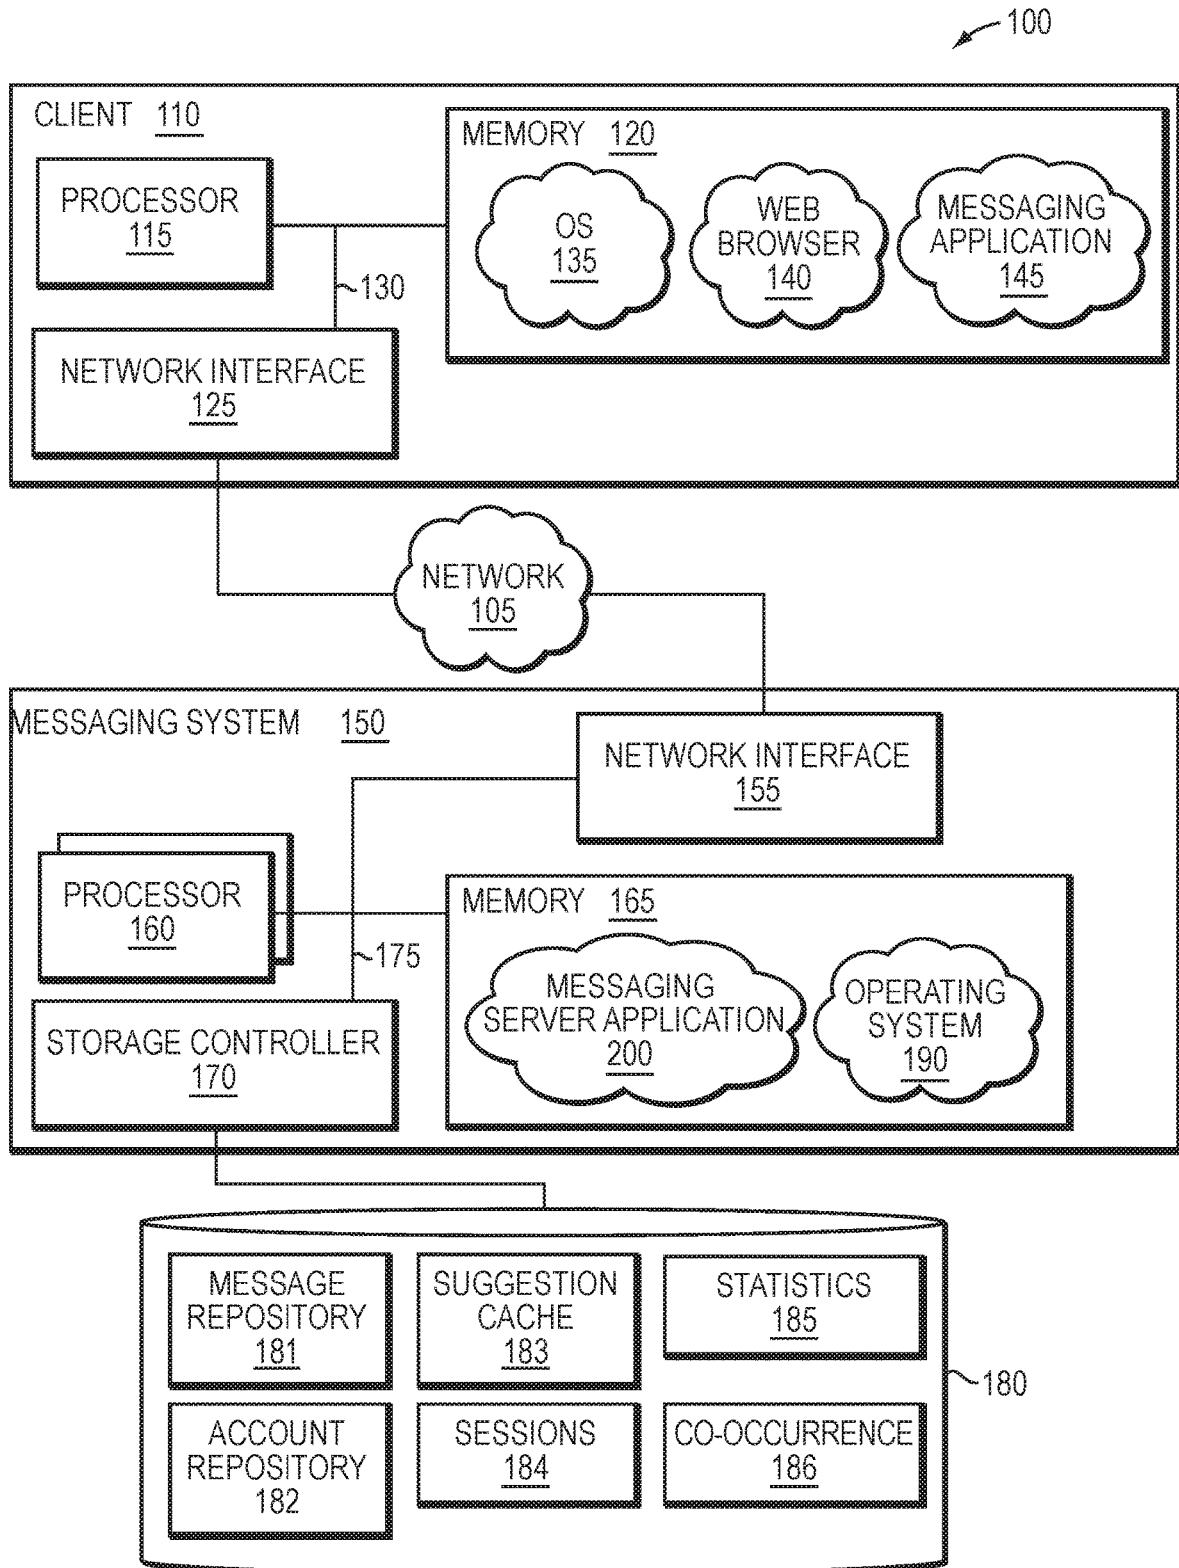 100
CLIENT 110
PROCESSOR
115
MEMORY 120
OS
135
WEB
BROWSER
140
MESSAGING
APPLICATION
145
130
NETWORK INTERFACE
125
NETWORK
105
MESSAGING SYSTEM 150
NETWORK INTERFACE
155
PROCESSOR
160
175
MEMORY 165
MESSAGING
SERVER APPLICATION
200
OPERATING
SYSTEM
190
STORAGE CONTROLLER
170
MESSAGE
REPOSITORY
181
SUGGESTION
CACHE
183
STATISTICS
185
180
ACCOUNT
REPOSITORY
182
SESSIONS
184
CO-OCCURRENCE
186